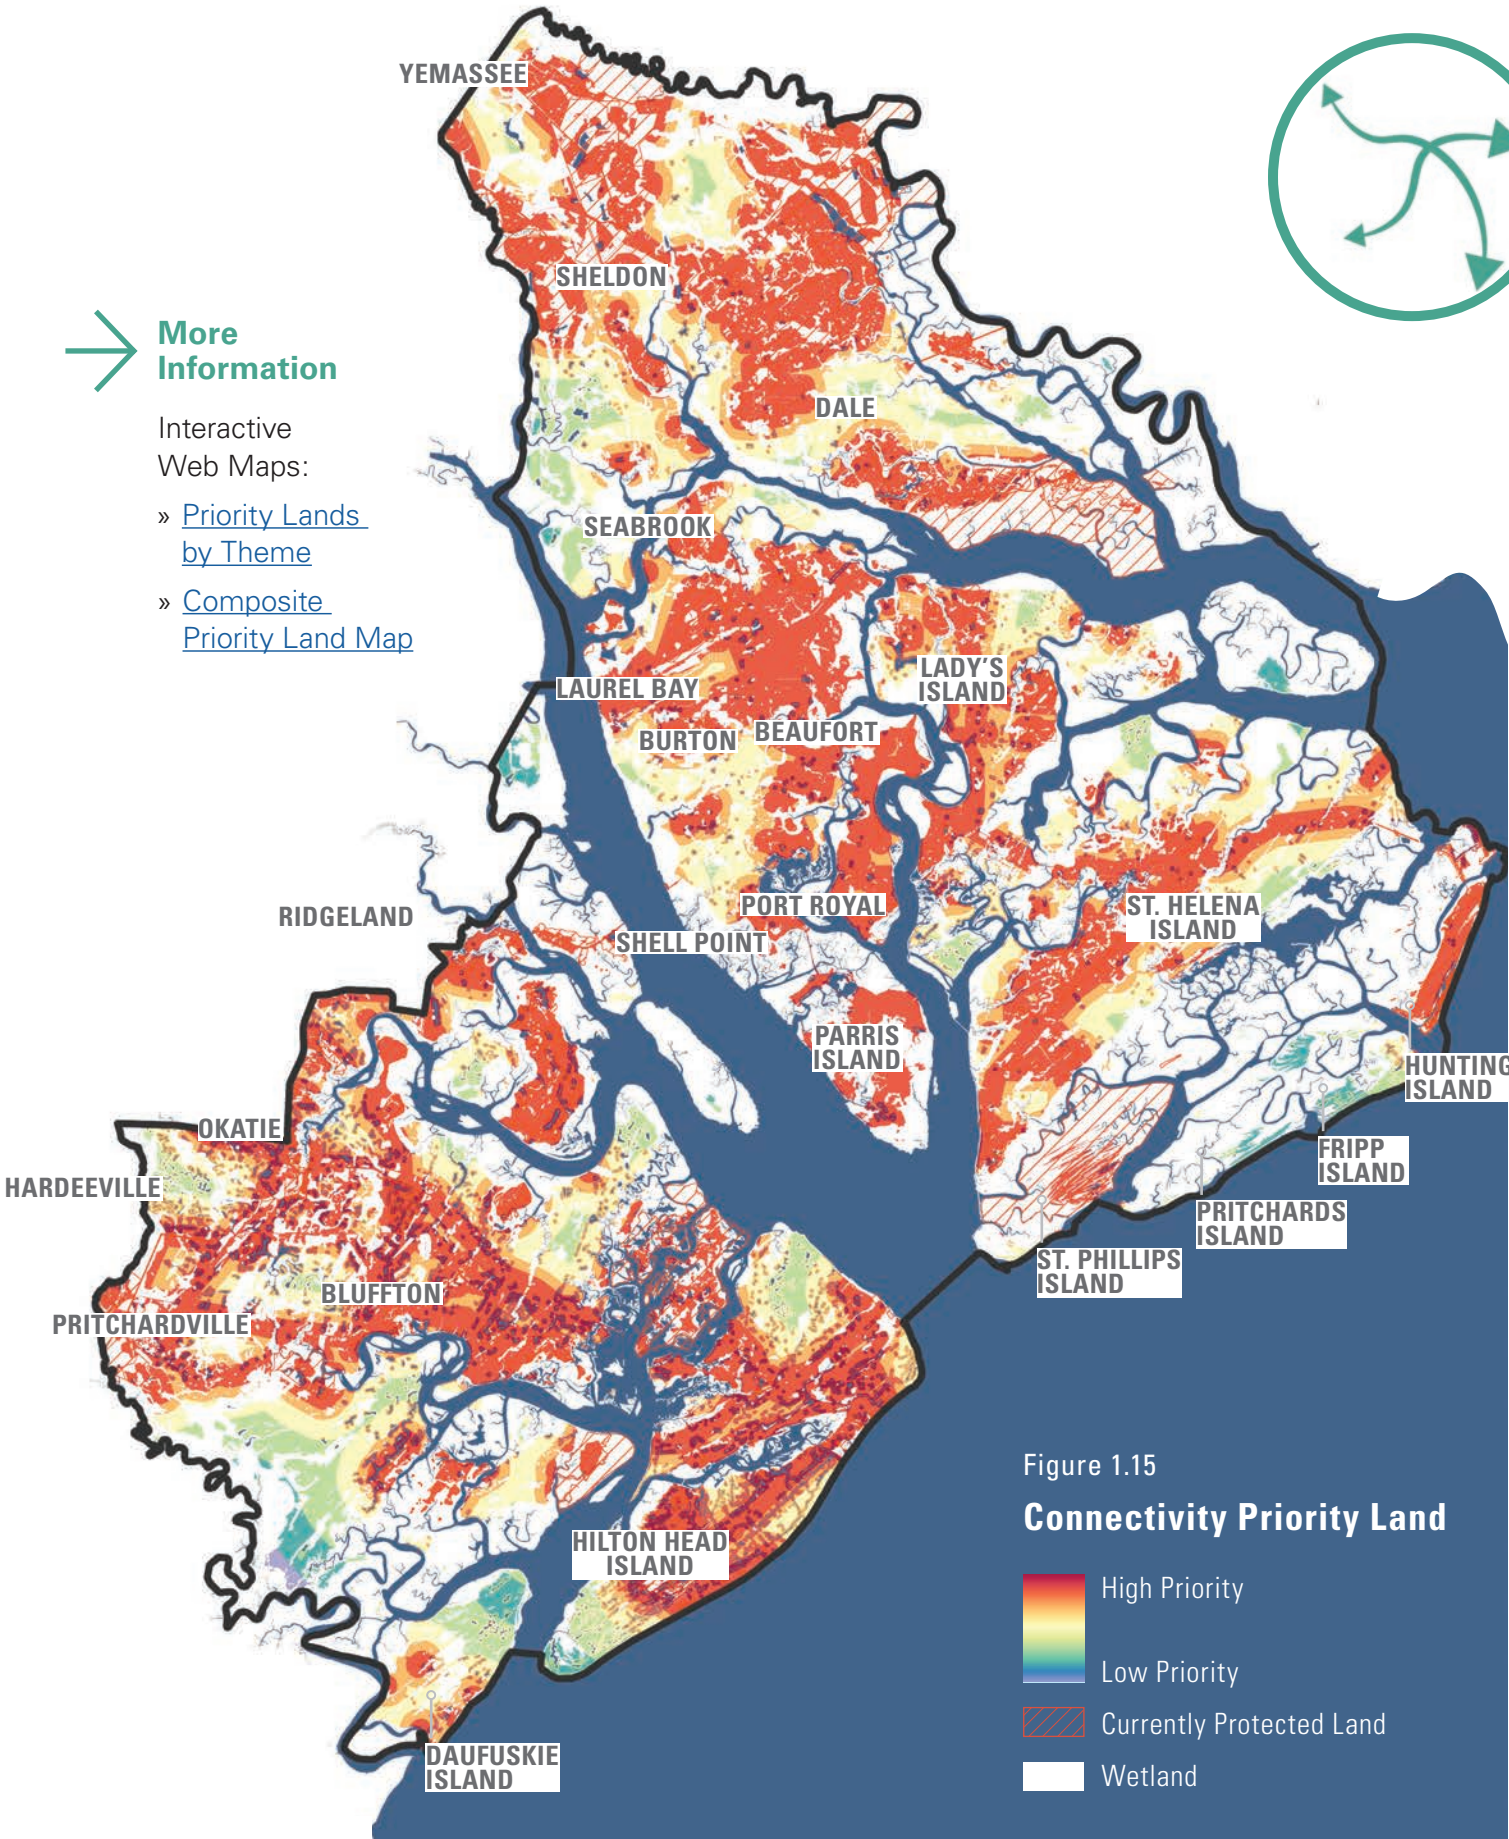 YEMASSEE
SHELDON
More
Information
Interactive
Web Maps:
» Priority Lands
by Theme
» Composite
Priority Land Map
DALE
SEABROOK
LADY'S
ISLAND
LAUREL BAY
BURTON
BEAUFORT
RIDGELAND
PORT ROYAL
ST. HELENA
ISLAND
SHELL POINT
PARRIS
ISLAND
HUNTING
ISLAND
OKATIE
FRIPP
ISLAND
HARDEEVILLE
PRITCHARDS
ISLAND
ST. PHILLIPS
ISLAND
BLUFFTON
PRITCHARDVILLE
HILTON HEAD
ISLAND
DAUFUSKIE
ISLAND
Figure 1.15
Connectivity Priority Land
High Priority
Low Priority
Currently Protected Land
Wetland